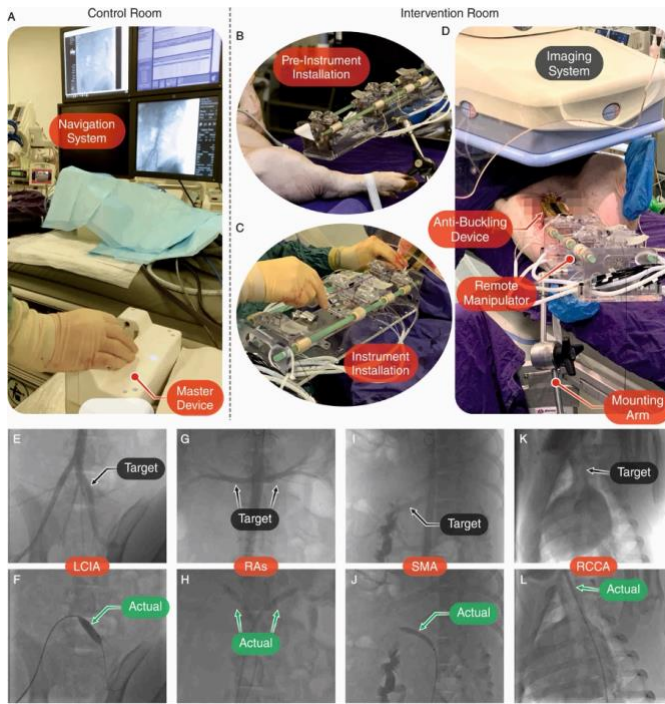 Control Room
Intervention Room
A
Navigation
System
Master
Device
B
Pre-Instrument
Installation
C
Instrument
Installation
D
Imaging
System
Anti-Buckling
Device
Remote
Manipulator
Mounting
Arm
E
Target
G
Target
I
Target
K
Target
LCIA
RAs
SMA
RCCA
F
Actual
H
Actual
J
Actual
L
Actual